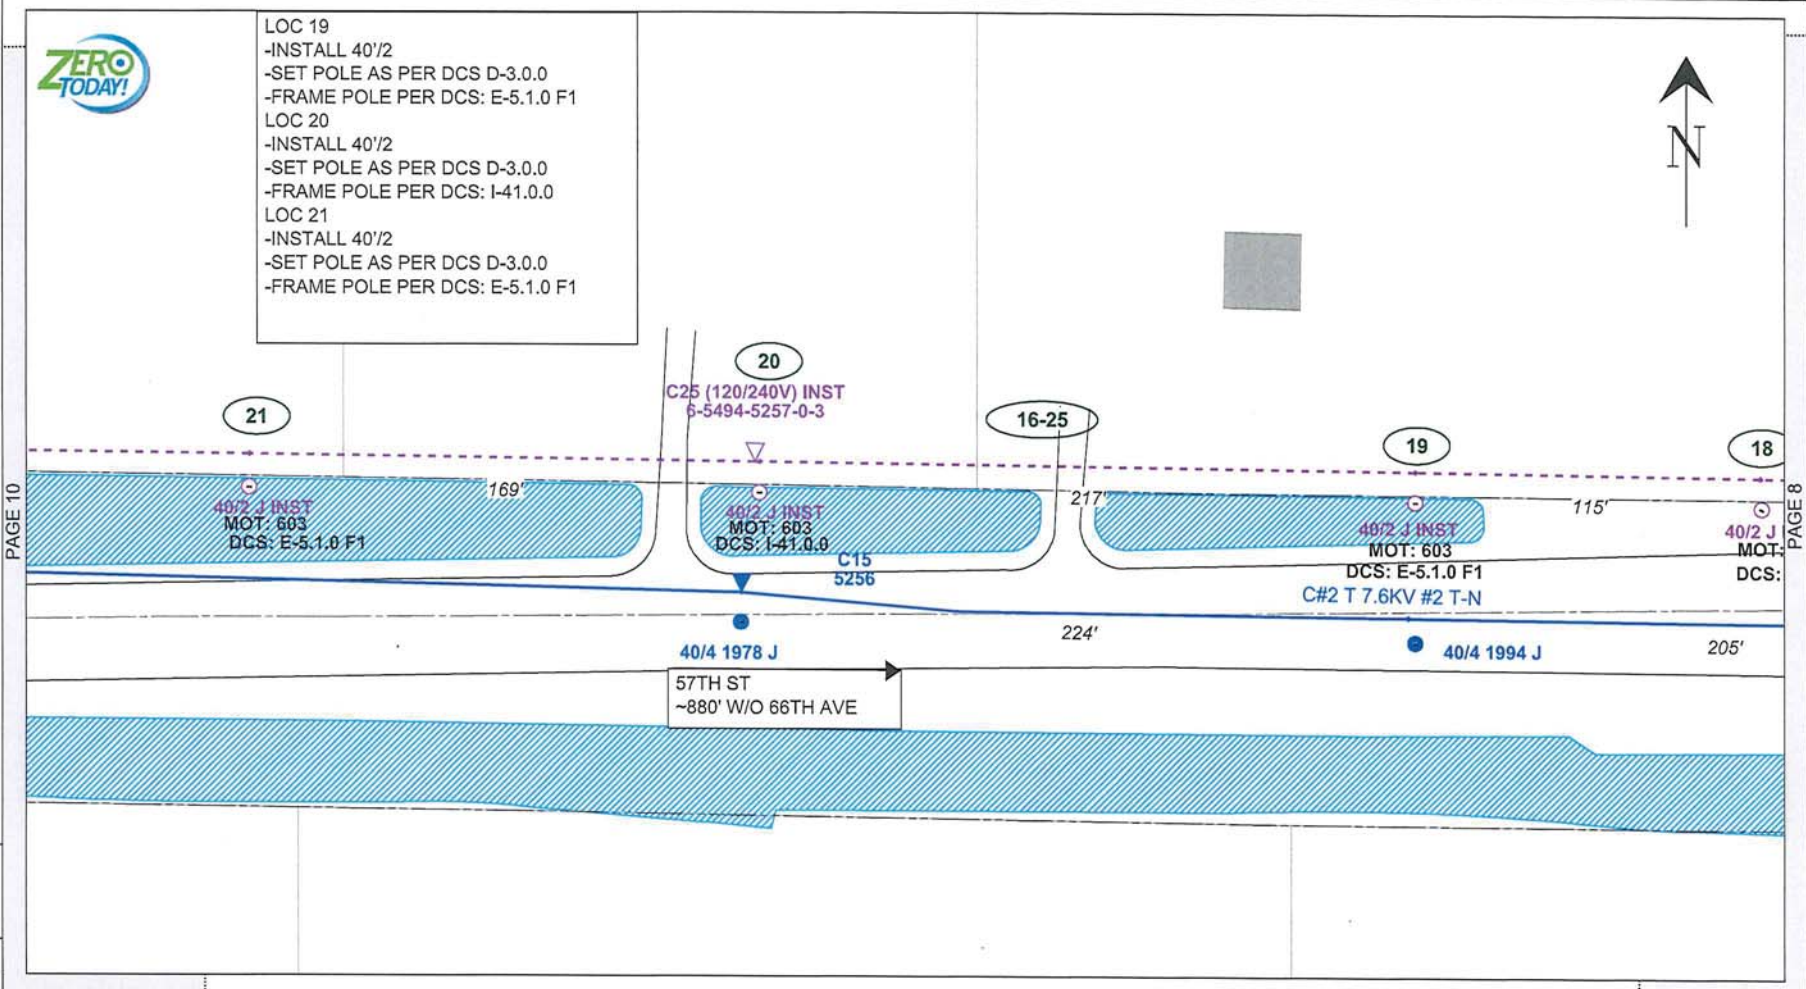 ZERO
TODAY!
LOC 19
-INSTALL 40'/2
-SET POLE AS PER DCS D-3.0.0
-FRAME POLE PER DCS: E-5.1.0 F1
LOC 20
-INSTALL 40'/2
-SET POLE AS PER DCS D-3.0.0
-FRAME POLE PER DCS: I-41.0.0
LOC 21
-INSTALL 40'/2
-SET POLE AS PER DCS D-3.0.0
-FRAME POLE PER DCS: E-5.1.0 F1
N
20
C25 (120/240V) INST
6-5494-5257-0-3
21
16-25
19
18
PAGE 10
169'
217'
115'
PAGE 8
40/2 J INST
MOT: 603
DCS: E-5.1.0 F1
40/2 J INST
MOT: 603
DCS: I-41.0.0
40/2 J INST
MOT: 603
DCS: E-5.1.0 F1
40/2 J
MOT:
DCS:
C15
5256
C#2 T 7.6KV #2 T-N
224'
205'
40/4 1978 J
40/4 1994 J
57TH ST
~880' W/O 66TH AVE